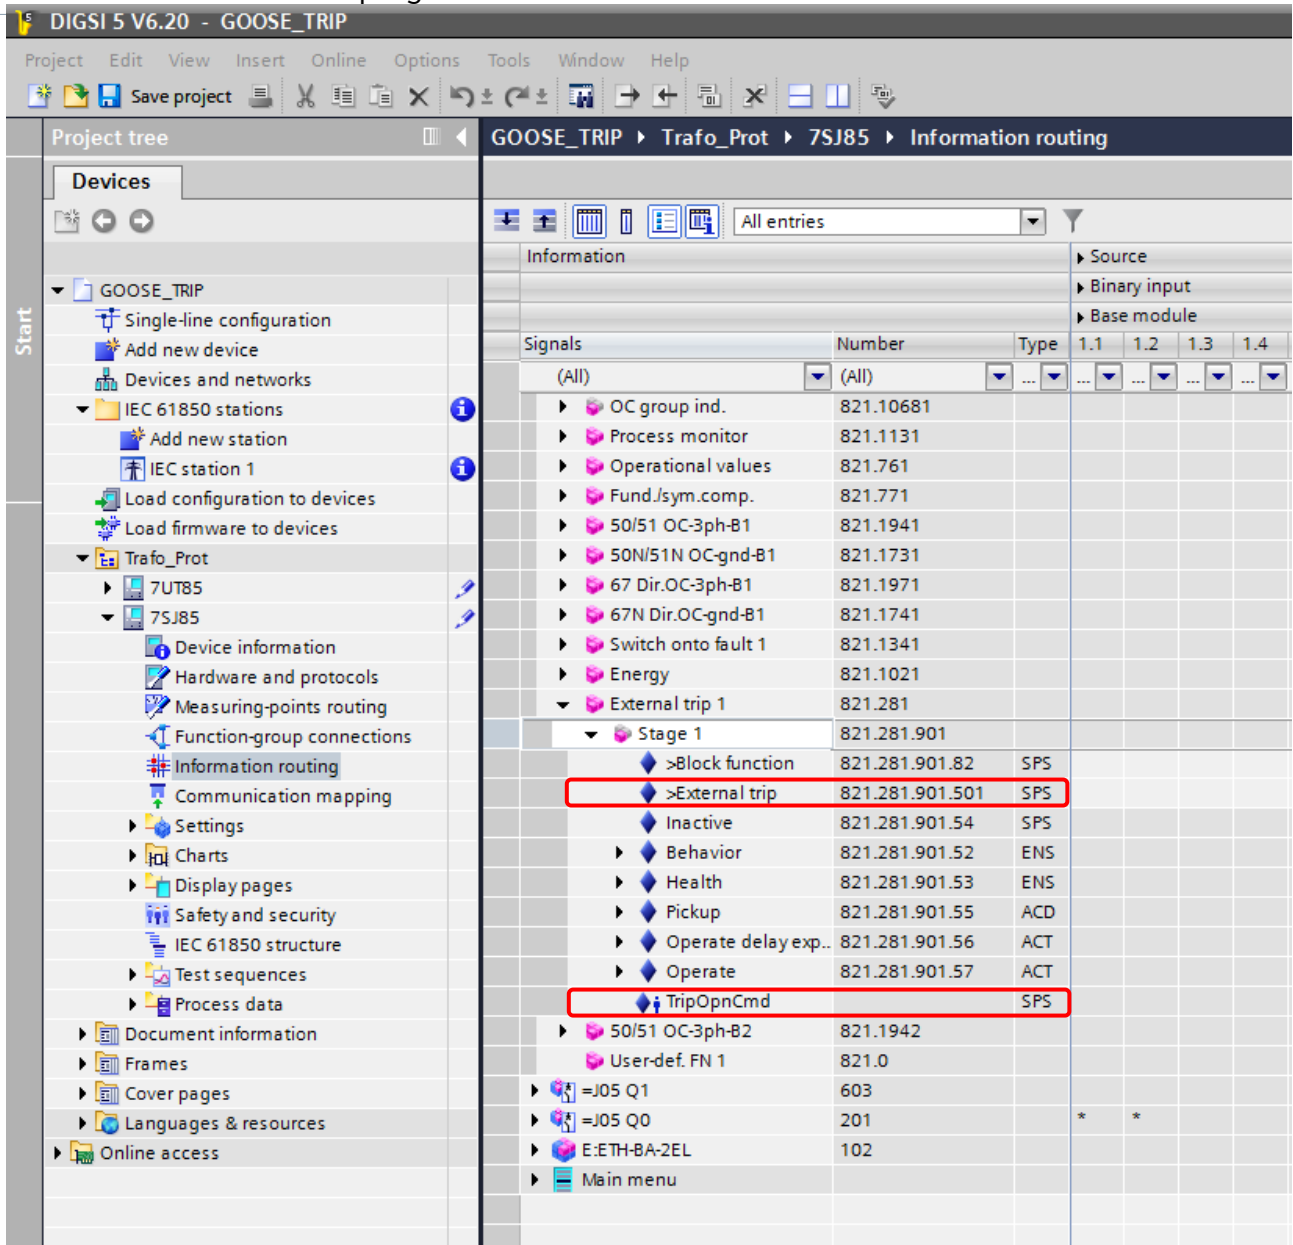 DIGSI 5 V6.20 - GOOSE_TRIP
Project Edit View Insert Online Options Tools Window Help
Save project
Project tree
GOOSE_TRIP Trafo_Prot 7SJ85 Information routing
Devices
All entries
Start
GOOSE_TRIP
Single-line configuration
Add new device
Devices and networks
IEC 61850 stations
Add new station
IEC station 1
Load configuration to devices
Load firmware to devices
Trafo_Prot
7UT85
7SJ85
Device information
Hardware and protocols
Measuring-points routing
Function-group connections
Information routing
Communication mapping
Settings
Charts
Display pages
Safety and security
IEC 61850 structure
Test sequences
Process data
Document information
Frames
Cover pages
Languages & resources
Online access
Information Source
Binary input
Base module
Signals Number Type 1.1 1.2 1.3 1.4
(All) (All) ... ... ... ... ...
OC group ind. 821.10681
Process monitor 821.1131
Operational values 821.761
Fund./sym.comp. 821.771
50/51 OC-3ph-B1 821.1941
50N/51N OC-gnd-B1 821.1731
67 Dir.OC-3ph-B1 821.1971
67N Dir.OC-gnd-B1 821.1741
Switch onto fault 1 821.1341
Energy 821.1021
External trip 1 821.281
Stage 1 821.281.901
>Block function 821.281.901.82 SPS
>External trip 821.281.901.501 SPS
Inactive 821.281.901.54 SPS
Behavior 821.281.901.52 ENS
Health 821.281.901.53 ENS
Pickup 821.281.901.55 ACD
Operate delay exp.. 821.281.901.56 ACT
Operate 821.281.901.57 ACT
TripOpnCmd SPS
50/51 OC-3ph-B2 821.1942
User-def. FN 1 821.0
=J05 Q1 603
=J05 Q0 201 * *
E:ETH-BA-2EL 102
Main menu